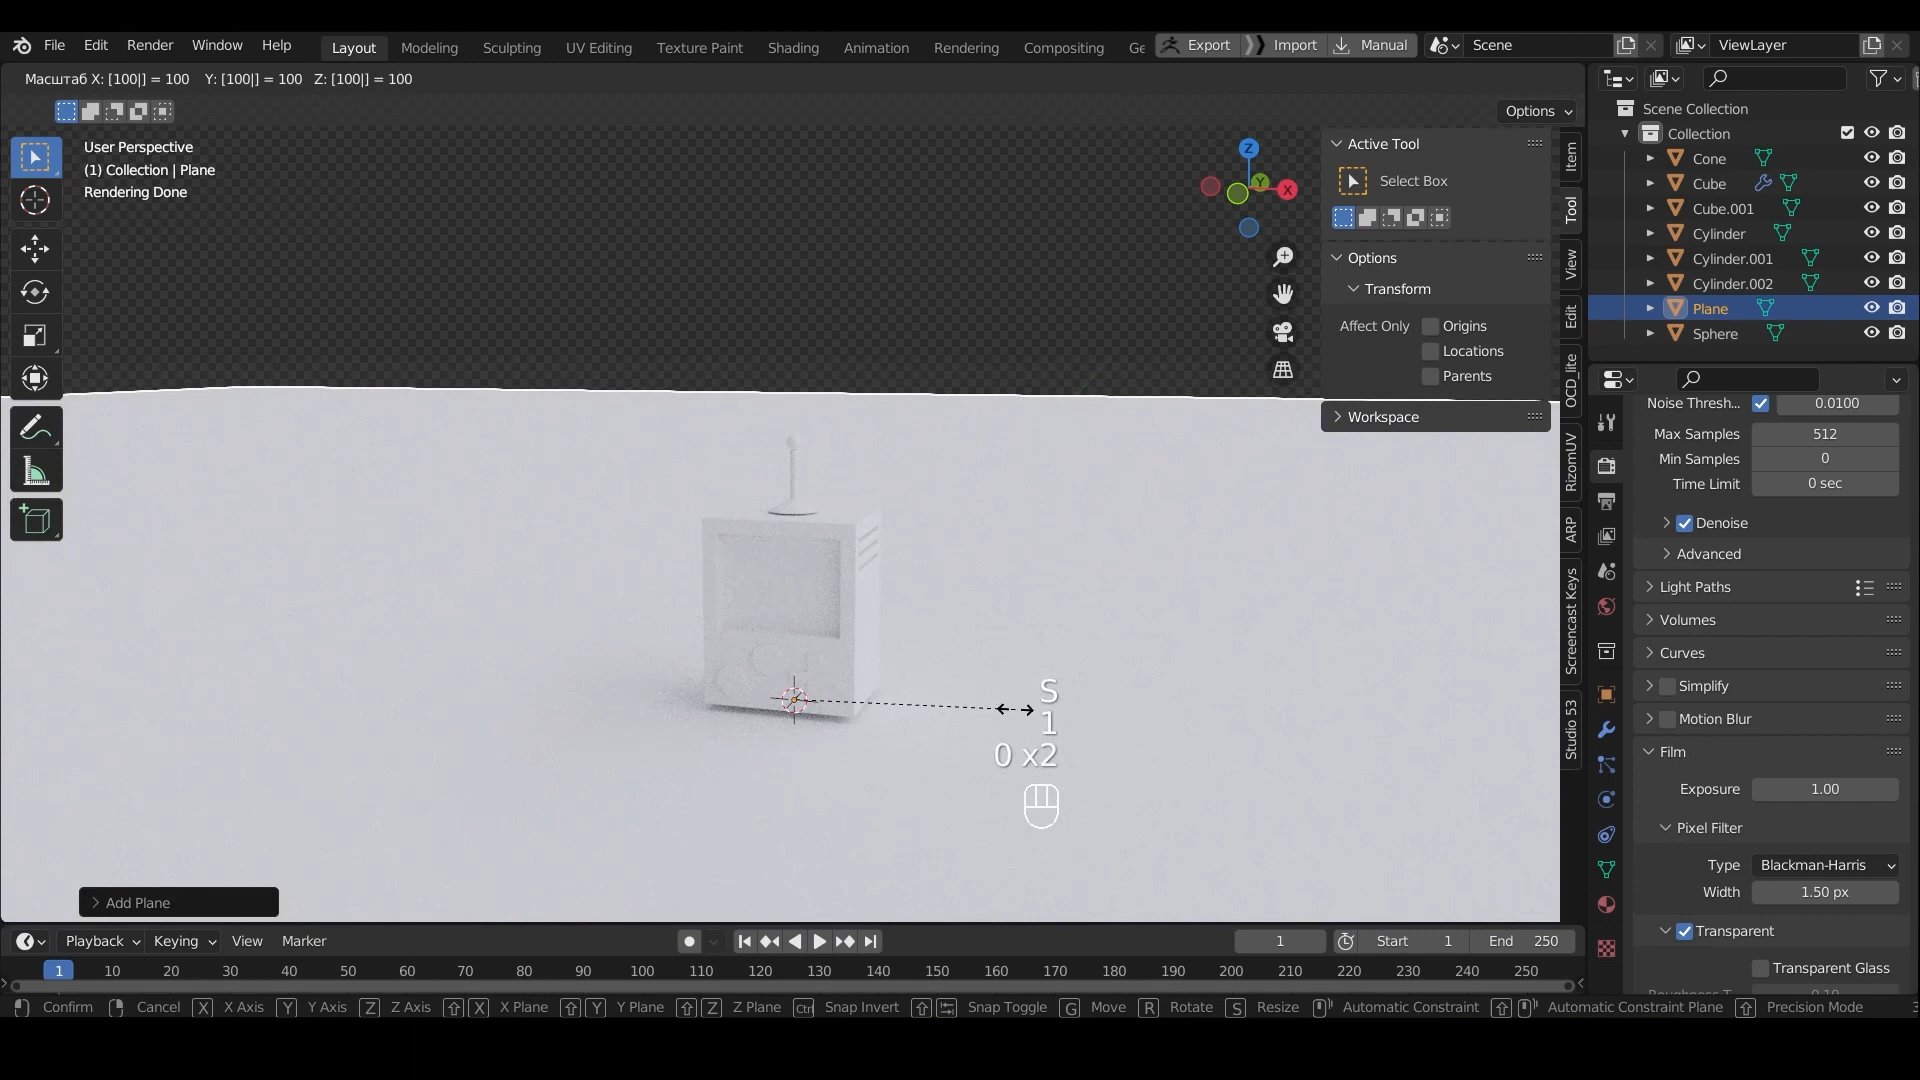 File Edit Render Window Help Layout Modeling Sculpting UV Editing Texture Paint Shading Animation Rendering Compositing Ge Export Import Manual Scene ViewLayer
Масштаб X: [100|] = 100 Y: [100|] = 100 Z: [100|] = 100
Options
User Perspective
(1) Collection | Plane
Rendering Done
Z
Y
X
Active Tool
Select Box
Options
Transform
Affect Only Origins
Locations
Parents
Workspace
Item
Tool
View
Edit
OCD_lite
RizomUV
ARP
Screencast Keys
Studio 53
Scene Collection
Collection
Cone
Cube
Cube.001
Cylinder
Cylinder.001
Cylinder.002
Plane
Sphere
Noise Thresh... 0.0100
Max Samples 512
Min Samples 0
Time Limit 0 sec
Denoise
Advanced
Light Paths
Volumes
Curves
Simplify
Motion Blur
Film
Exposure 1.00
Pixel Filter
Type Blackman-Harris
Width 1.50 px
Transparent
Transparent Glass
S
1
0 x2
Add Plane
Playback Keying View Marker 1 Start 1 End 250
1 10 20 30 40 50 60 70 80 90 100 110 120 130 140 150 160 170 180 190 200 210 220 230 240 250
Confirm Cancel X X Axis Y Y Axis Z Z Axis X X Plane Y Y Plane Z Z Plane Ctrl Snap Invert Snap Toggle G Move R Rotate S Resize Automatic Constraint Automatic Constraint Plane Precision Mode